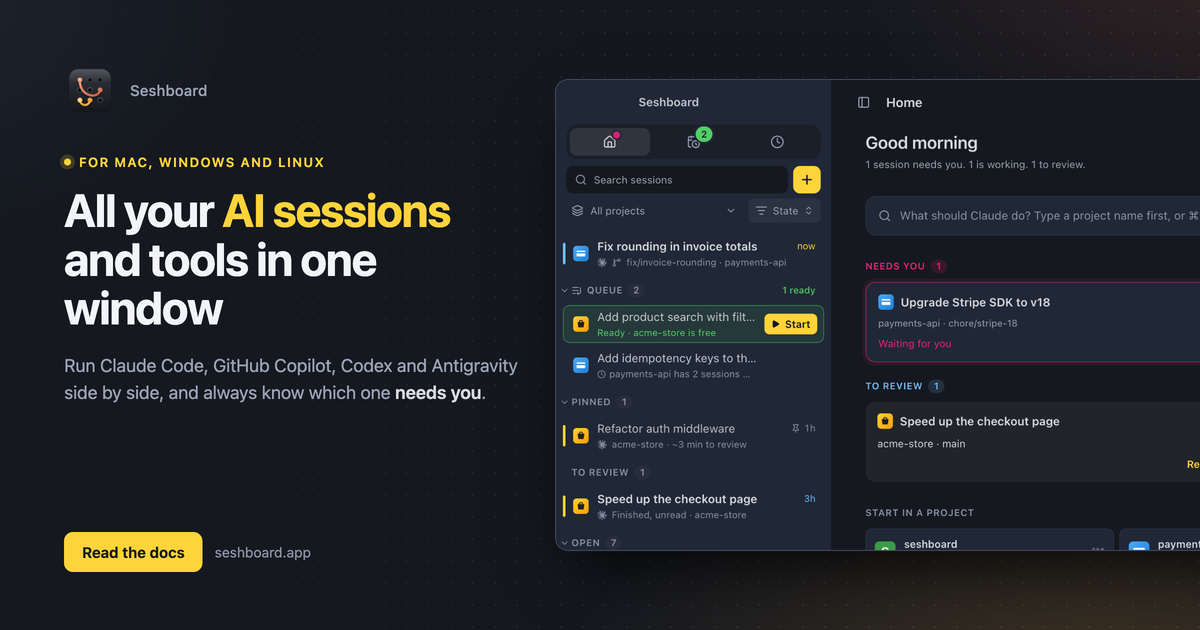 Seshboard
FOR MAC, WINDOWS AND LINUX
All your AI sessions
and tools in one
window
Run Claude Code, GitHub Copilot, Codex and Antigravity
side by side, and always know which one needs you.
Read the docs
seshboard.app
Seshboard
2
Search sessions
+
All projects
State
Fix rounding in invoice totals
now
fix/invoice-rounding · payments-api
QUEUE 2
1 ready
Add product search with filt...
Start
Ready · acme-store is free
Add idempotency keys to th...
payments-api has 2 sessions ...
PINNED 1
Refactor auth middleware
1h
acme-store · ~3 min to review
TO REVIEW 1
Speed up the checkout page
3h
Finished, unread · acme-store
OPEN 7
Home
Good morning
1 session needs you. 1 is working. 1 to review.
What should Claude do? Type a project name first, or ⌘
NEEDS YOU 1
Upgrade Stripe SDK to v18
payments-api · chore/stripe-18
Waiting for you
TO REVIEW 1
Speed up the checkout page
acme-store · main
Re
START IN A PROJECT
seshboard
payment